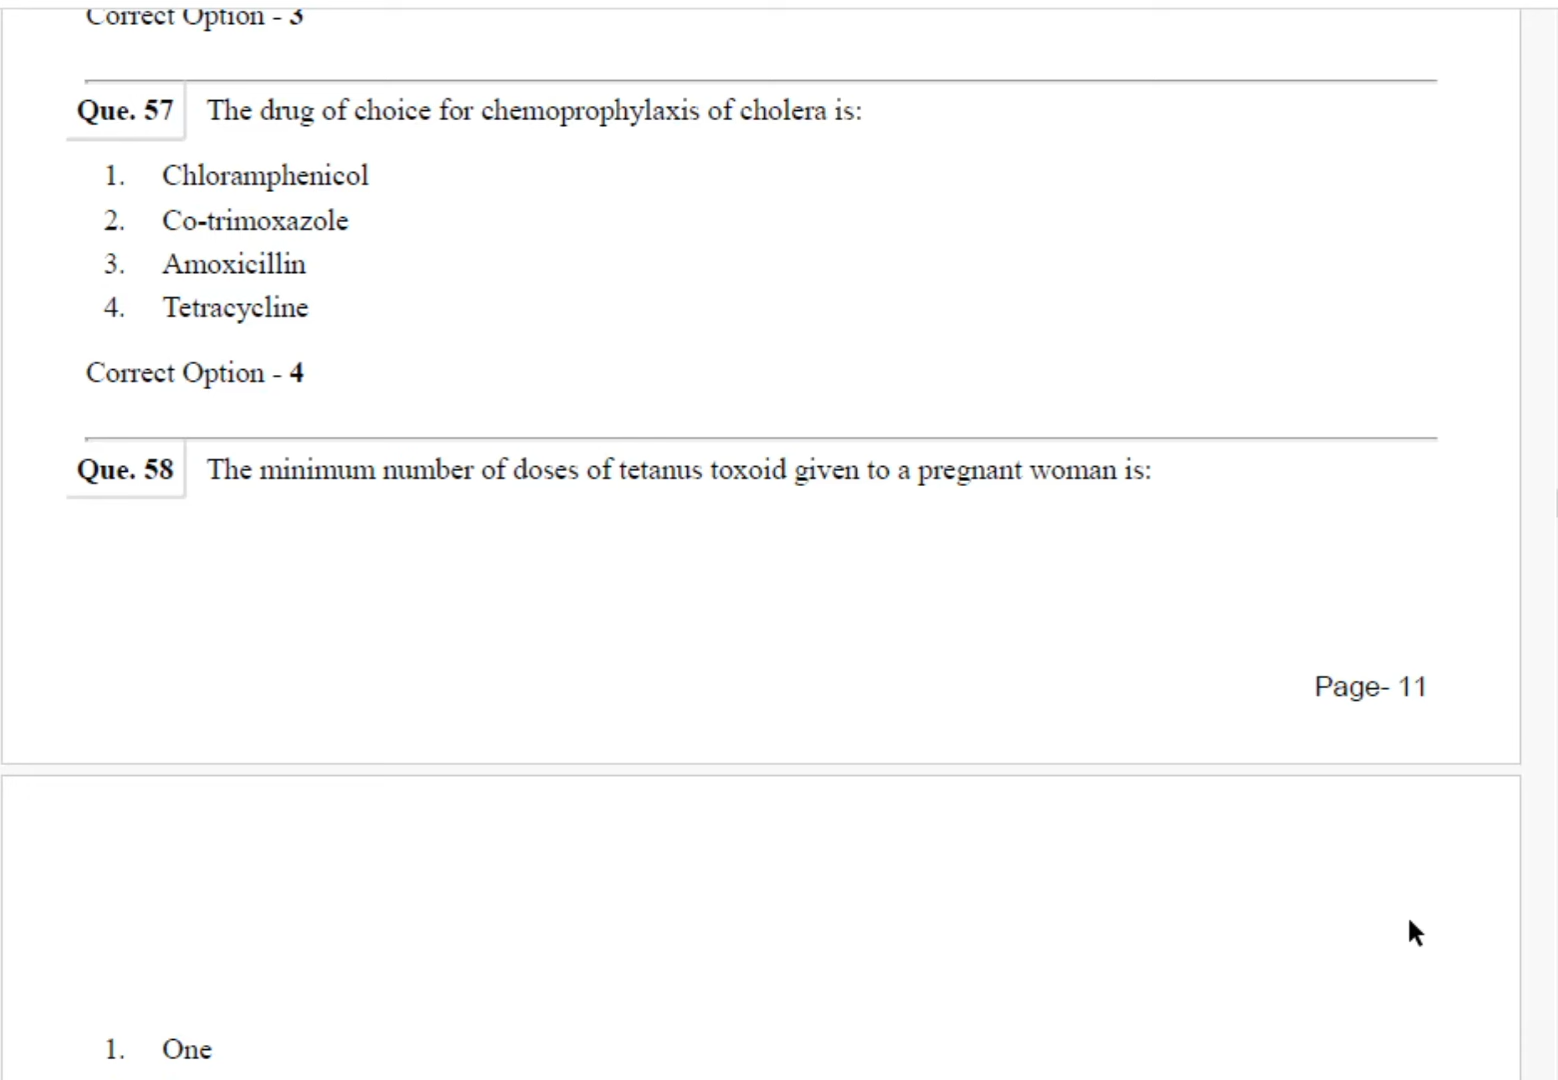 Correct Option - 3
Que. 57 The drug of choice for chemoprophylaxis of cholera is:
1. Chloramphenicol
2. Co-trimoxazole
3. Amoxicillin
4. Tetracycline
Correct Option - 4
Que. 58 The minimum number of doses of tetanus toxoid given to a pregnant woman is:
Page- 11
1. One